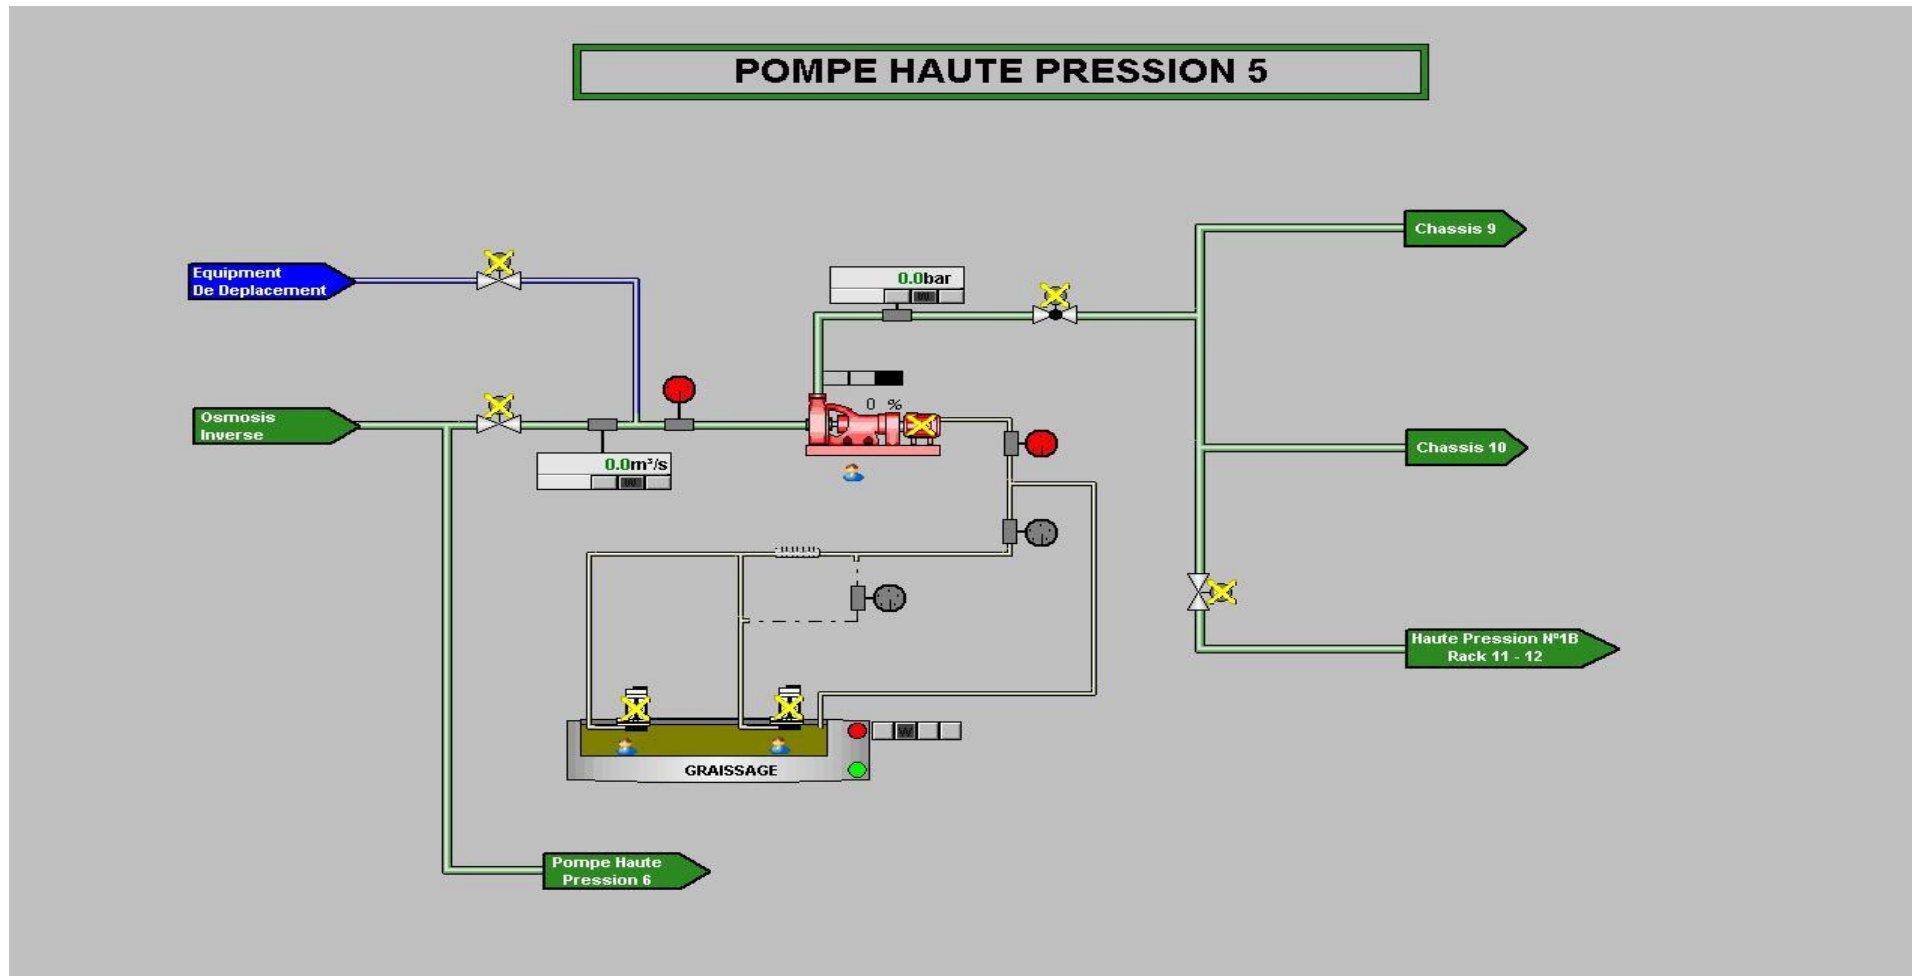 POMPE HAUTE PRESSION 5
Chassis 9
Equipment
De Deplacement
0.0bar
W
0 %
Osmosis
Inverse
Chassis 10
0.0m³/s
W
Haute Pression Nº1B
Rack 11 - 12
W
GRAISSAGE
Pompe Haute
Pression 6